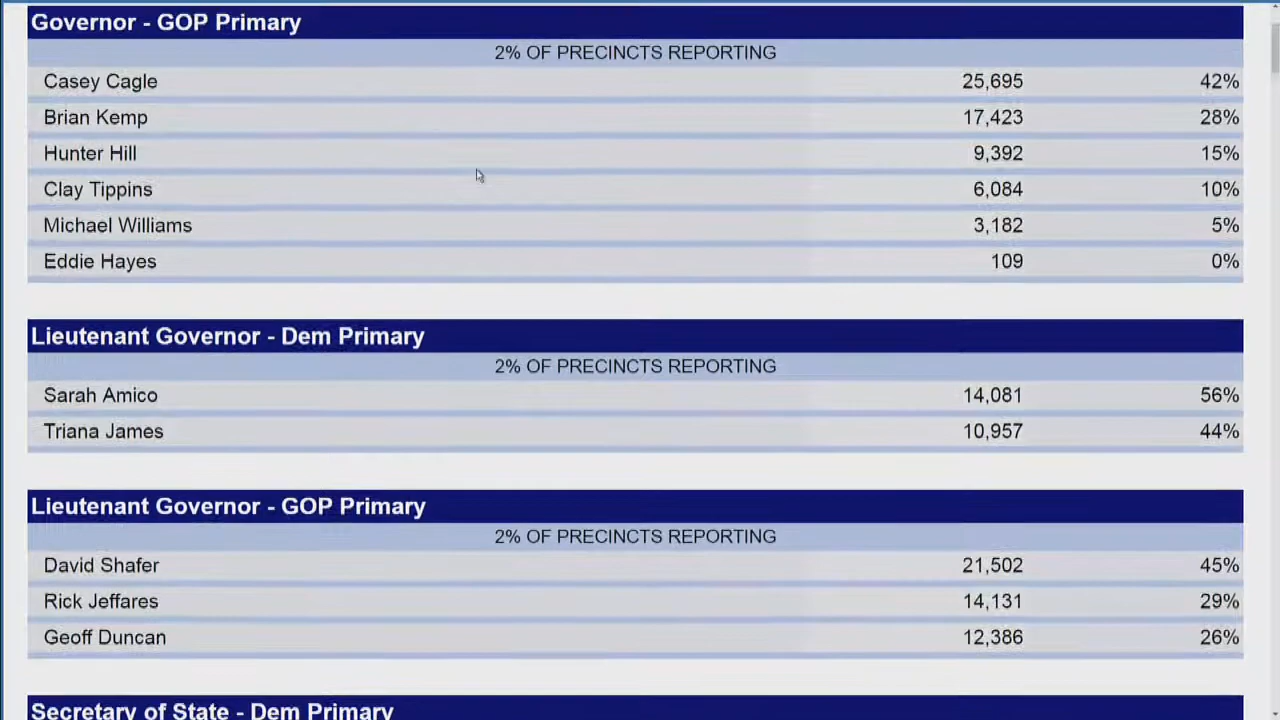 Governor - GOP Primary
2% OF PRECINCTS REPORTING
Casey Cagle 25,695 42%
Brian Kemp 17,423 28%
Hunter Hill 9,392 15%
Clay Tippins 6,084 10%
Michael Williams 3,182 5%
Eddie Hayes 109 0%
Lieutenant Governor - Dem Primary
2% OF PRECINCTS REPORTING
Sarah Amico 14,081 56%
Triana James 10,957 44%
Lieutenant Governor - GOP Primary
2% OF PRECINCTS REPORTING
David Shafer 21,502 45%
Rick Jeffares 14,131 29%
Geoff Duncan 12,386 26%
Secretary of State - Dem Primary